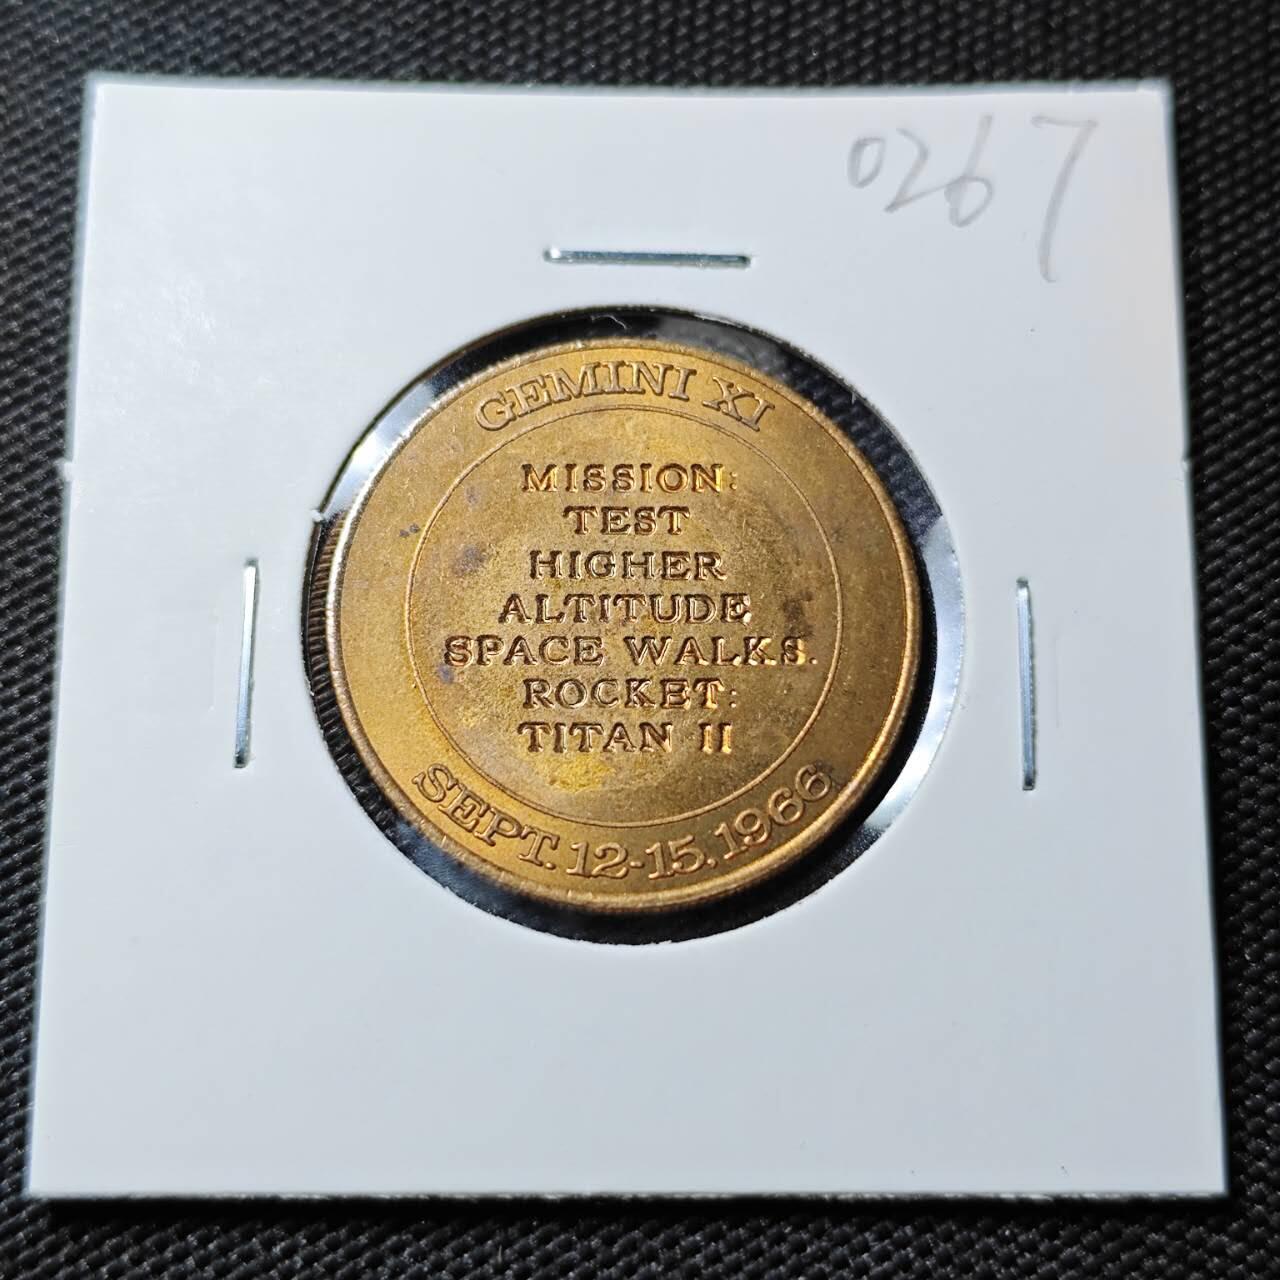 0267
GEMINI XI
MISSION:
TEST
HIGHER
ALTITUDE
SPACE WALKS.
ROCKET:
TITAN II
SEPT. 12-15, 1966